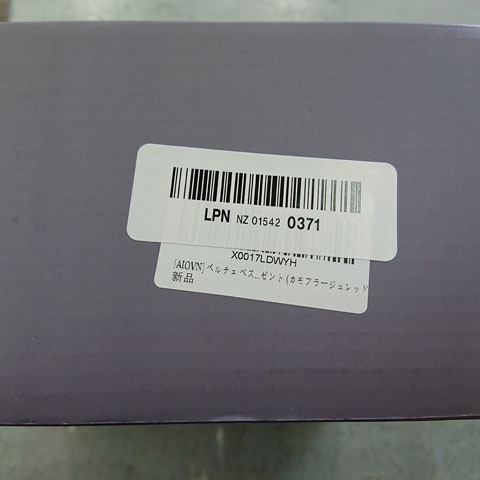 LPN NZ 01542 0371
X0017LDWYH
[AIOVN] ペルチェ ベス...ゼント (カモフラージュレッド
新品